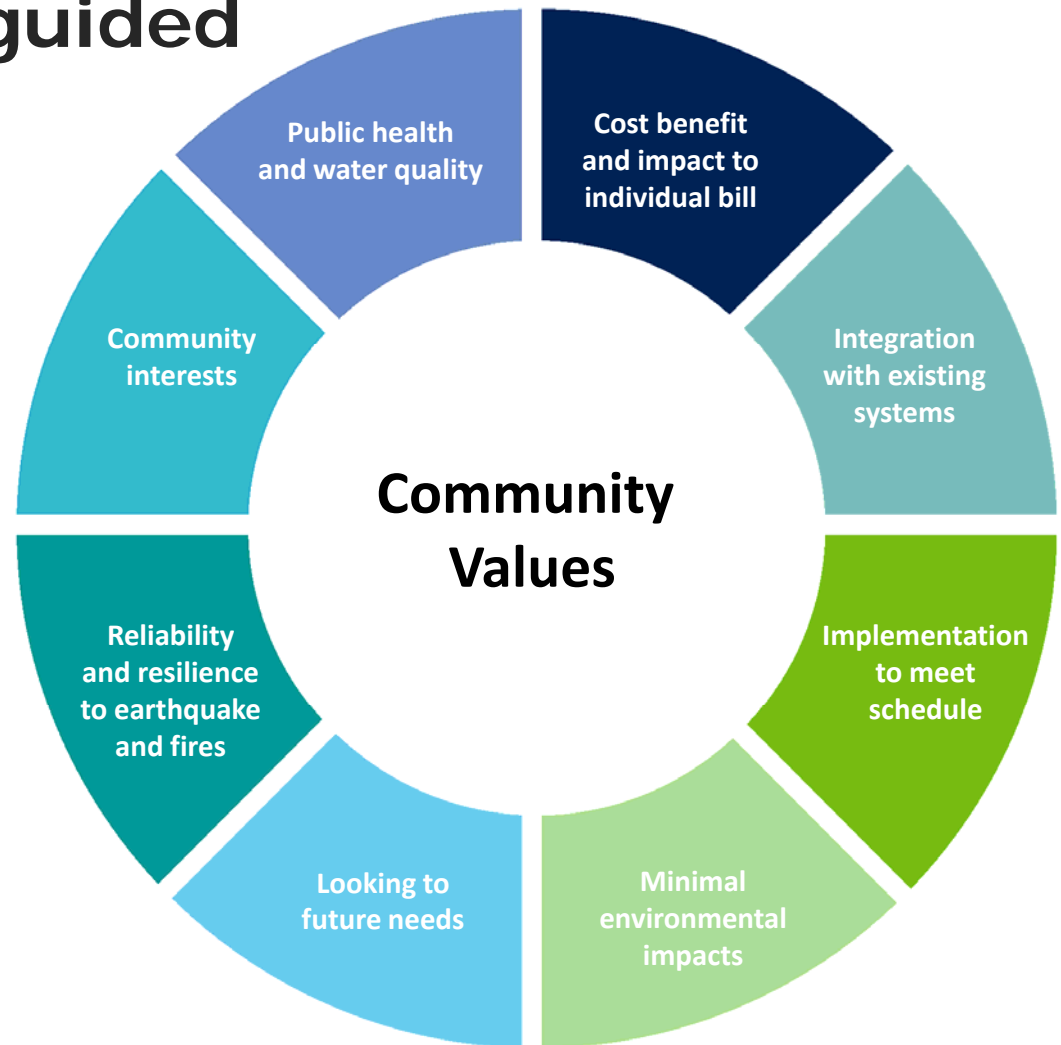 guided
Cost benefit
and impact to
individual bill
Integration
with existing
systems
Implementation
to meet
schedule
Minimal
environmental
impacts
Looking to
future needs
Reliability
and resilience
to earthquake
and fires
Community
interests
Public health
and water quality
Community
Values